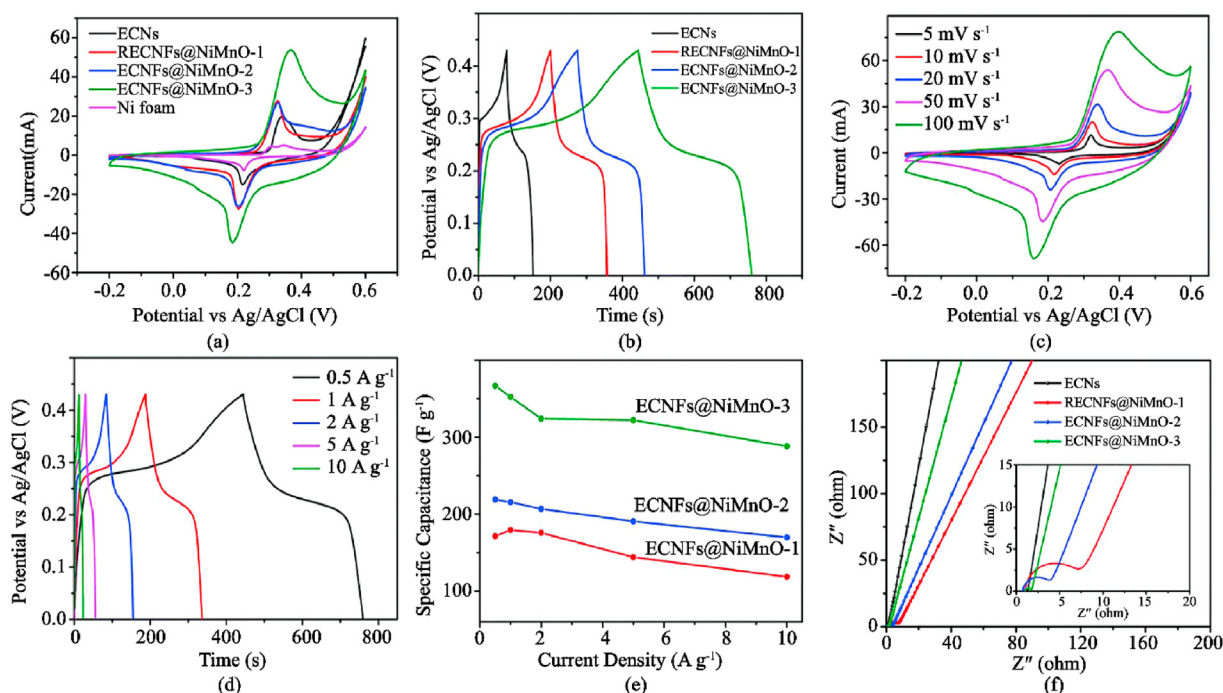 ECNs
RECNFs@NiMnO-1
ECNFs@NiMnO-2
ECNFs@NiMnO-3
Ni foam
60
40
20
0
-20
-40
-60
Current(mA)
-0.2 0.0 0.2 0.4 0.6
Potential vs Ag/AgCl (V)
(a)
ECNs
RECNFs@NiMnO-1
ECNFs@NiMnO-2
ECNFs@NiMnO-3
0.4
0.3
0.2
0.1
0.0
Potential vs Ag/AgCl (V)
0 200 400 600 800
Time (s)
(b)
5 mV s⁻¹
10 mV s⁻¹
20 mV s⁻¹
50 mV s⁻¹
100 mV s⁻¹
90
60
30
0
-30
-60
Current (mA)
-0.2 0.0 0.2 0.4 0.6
Potential vs Ag/AgCl (V)
(c)
0.5 A g⁻¹
1 A g⁻¹
2 A g⁻¹
5 A g⁻¹
10 A g⁻¹
0.5
0.4
0.3
0.2
0.1
0.0
Potential vs Ag/AgCl (V)
0 200 400 600 800
Time (s)
(d)
ECNFs@NiMnO-3
ECNFs@NiMnO-2
ECNFs@NiMnO-1
400
300
200
100
Specific Capacitance (F g⁻¹)
0 2 4 6 8 10
Current Density (A g⁻¹)
(e)
ECNs
RECNFs@NiMnO-1
ECNFs@NiMnO-2
ECNFs@NiMnO-3
200
150
100
50
0
Z″ (ohm)
15
10
5
0
Z″ (ohm)
0 5 10 15 20
Z″ (ohm)
0 40 80 120 160 200
Z″ (ohm)
(f)